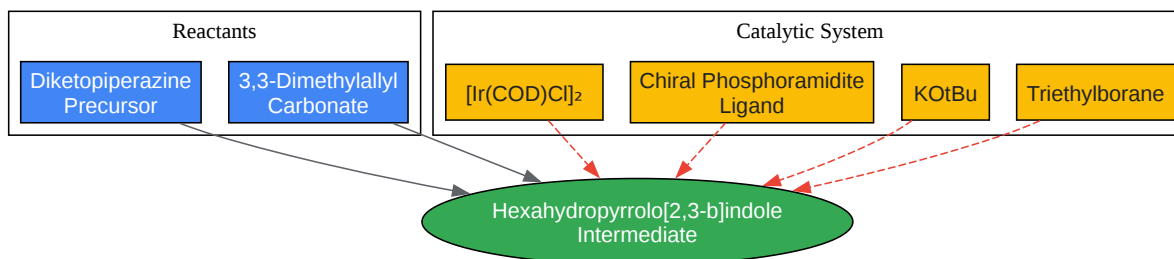 Reactants
Catalytic System
Diketopiperazine
Precursor
3,3-Dimethylallyl
Carbonate
[Ir(COD)Cl]₂
Chiral Phosphoramidite
Ligand
KOtBu
Triethylborane
Hexahydropyrrolo[2,3-b]indole
Intermediate